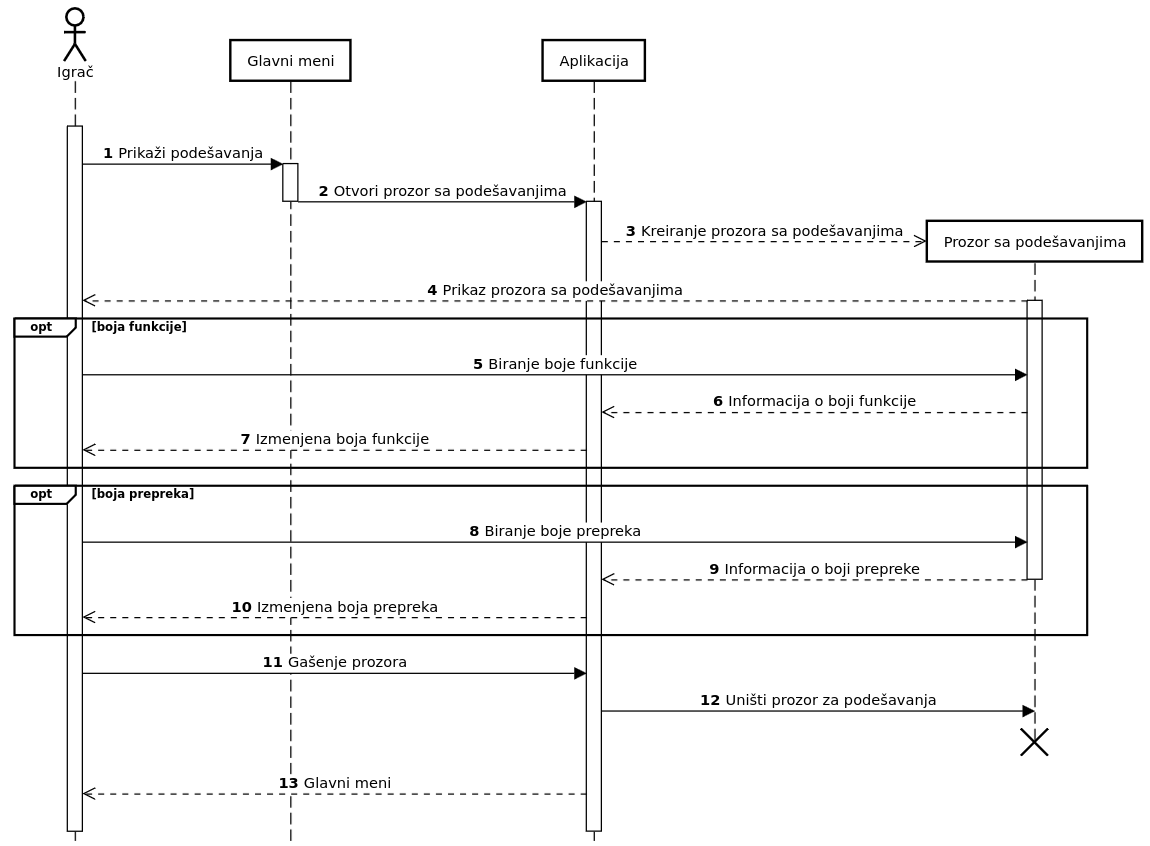 Igrač
Glavni meni
Aplikacija
1 Prikaži podešavanja
2 Otvori prozor sa podešavanjima
3 Kreiranje prozora sa podešavanjima
Prozor sa podešavanjima
4 Prikaz prozora sa podešavanjima
opt [boja funkcije]
5 Biranje boje funkcije
6 Informacija o boji funkcije
7 Izmenjena boja funkcije
opt [boja prepreka]
8 Biranje boje prepreka
9 Informacija o boji prepreke
10 Izmenjena boja prepreka
11 Gašenje prozora
12 Uništi prozor za podešavanja
13 Glavni meni